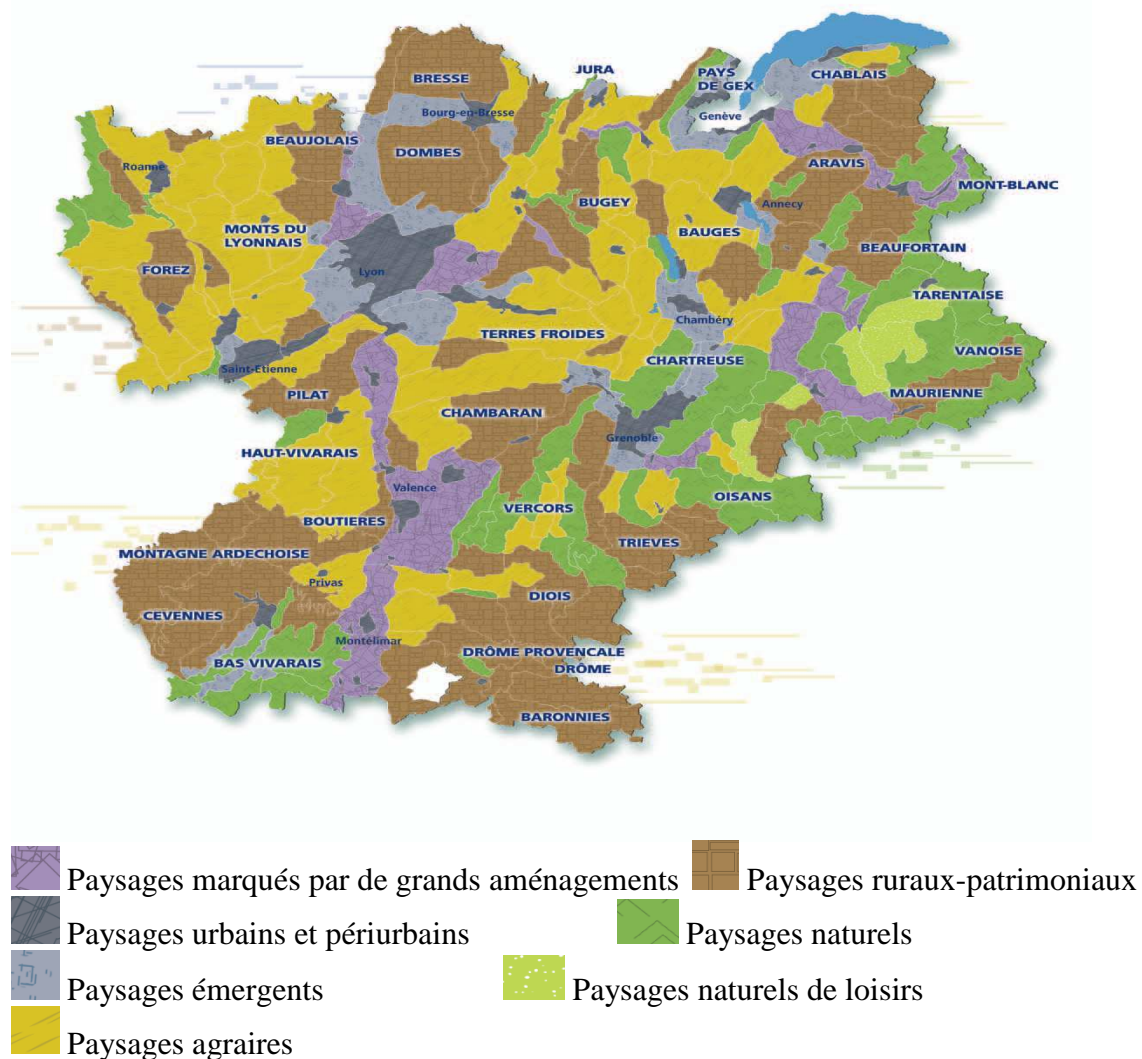 BRESSE
JURA
PAYS
DE GEX
CHABLAIS
Bourg-en-Bresse
Genève
BEAUJOLAIS
DOMBES
Roanne
ARAVIS
MONT-BLANC
BUGEY
Annecy
MONTS DU
LYONNAIS
BAUGES
BEAUFORTAIN
FOREZ
Lyon
TARENTAISE
Chambéry
TERRES FROIDES
VANOISE
CHARTREUSE
Saint-Etienne
MAURIENNE
PILAT
CHAMBARAN
Grenoble
HAUT-VIVARAIS
Valence
OISANS
VERCORS
BOUTIERES
TRIEVES
MONTAGNE ARDECHOISE
Privas
DIOIS
CEVENNES
Montélimar
DRÔME PROVENCALE
BAS VIVARAIS
DRÔME
BARONNIES
Paysages marqués par de grands aménagements Paysages ruraux-patrimoniaux
Paysages urbains et périurbains Paysages naturels
Paysages émergents Paysages naturels de loisirs
Paysages agraires